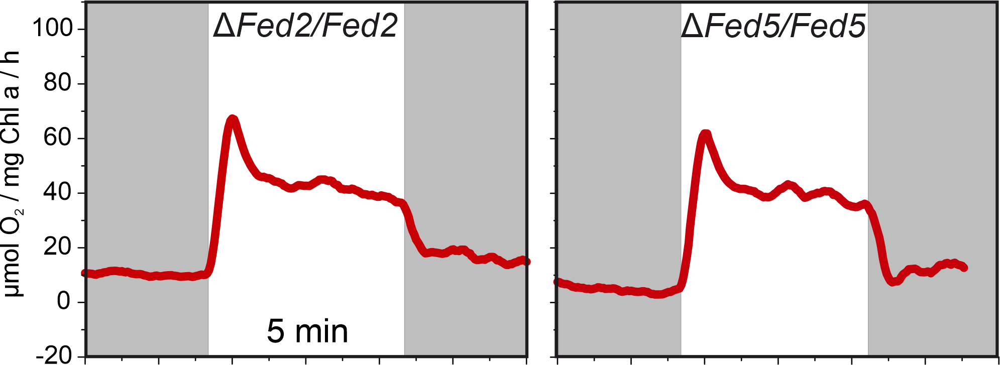 ΔFed2/Fed2
ΔFed5/Fed5
100
80
60
40
20
0
-20
µmol O₂ / mg Chl a / h
5 min